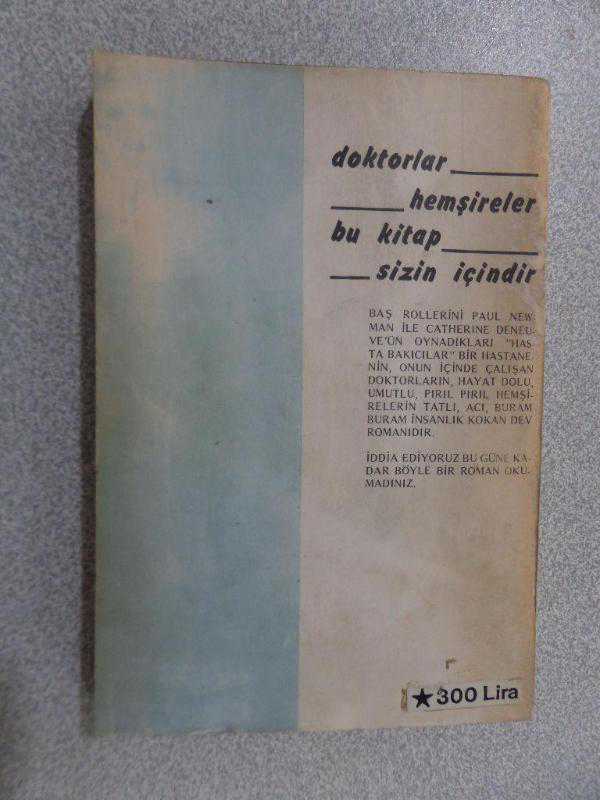 doktorlar
hemşireler
bu kitap
sizin içindir
BAŞ ROLLERİNİ PAUL NEW
MAN İLE CATHERINE DENEU-
VE'ÜN OYNADIKLARI "HAS-
TA BAKICILAR" BİR HASTANE
NİN, ONUN İÇİNDE ÇALIŞAN
DOKTORLARIN, HAYAT DOLU,
UMUTLU, PIRIL PIRIL HEMŞİ-
RELERİN TATLI, ACI, BURAM
BURAM İNSANLIK KOKAN DEV
ROMANIDIR.
İDDİA EDİYORUZ BU GÜNE KA-
DAR BÖYLE BİR ROMAN OKU-
MADINIZ.
★300 Lira